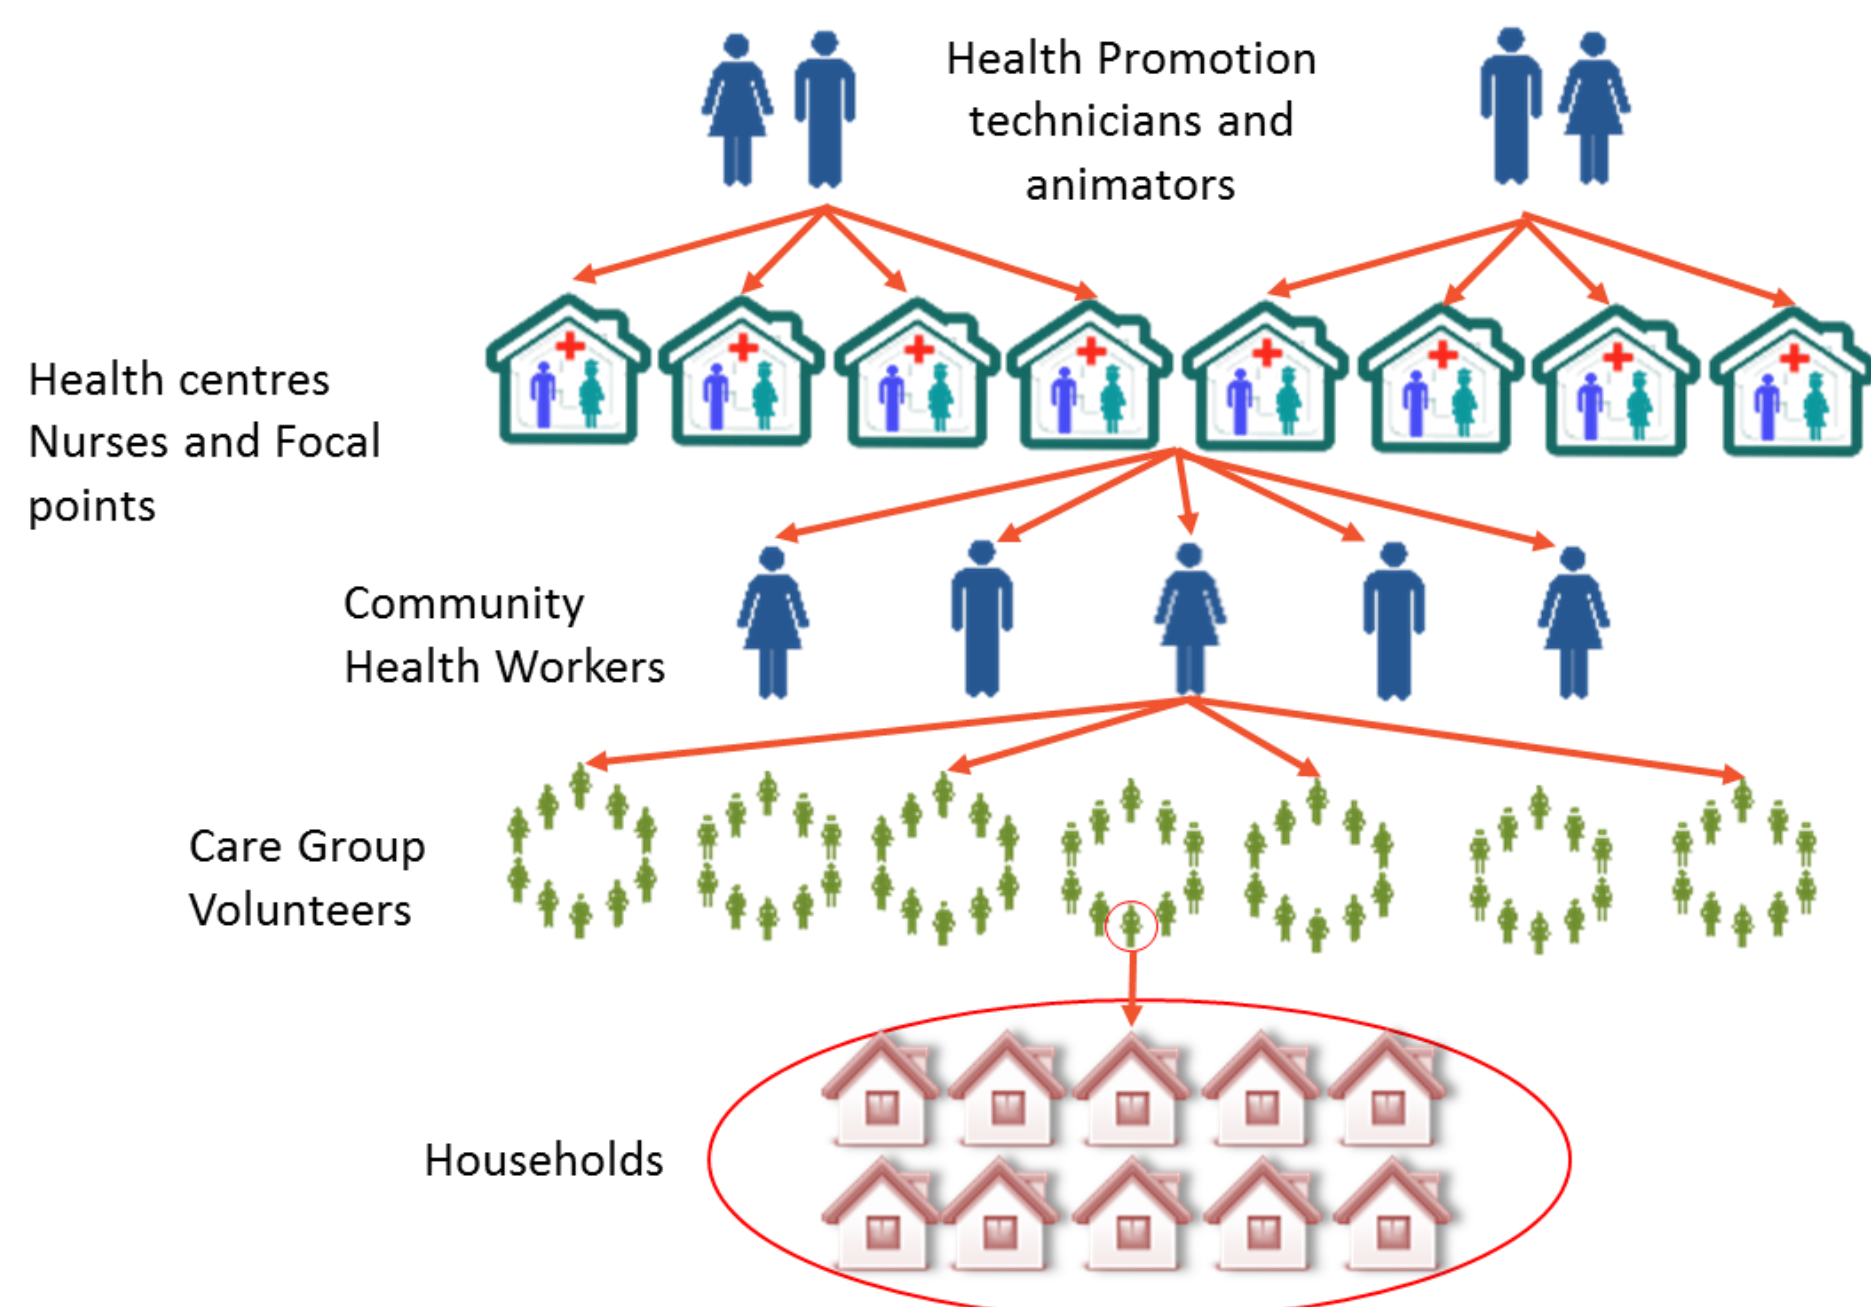 Health Promotion
technicians and
animators
Health centres
Nurses and Focal
points
Community
Health Workers
Care Group
Volunteers
Households